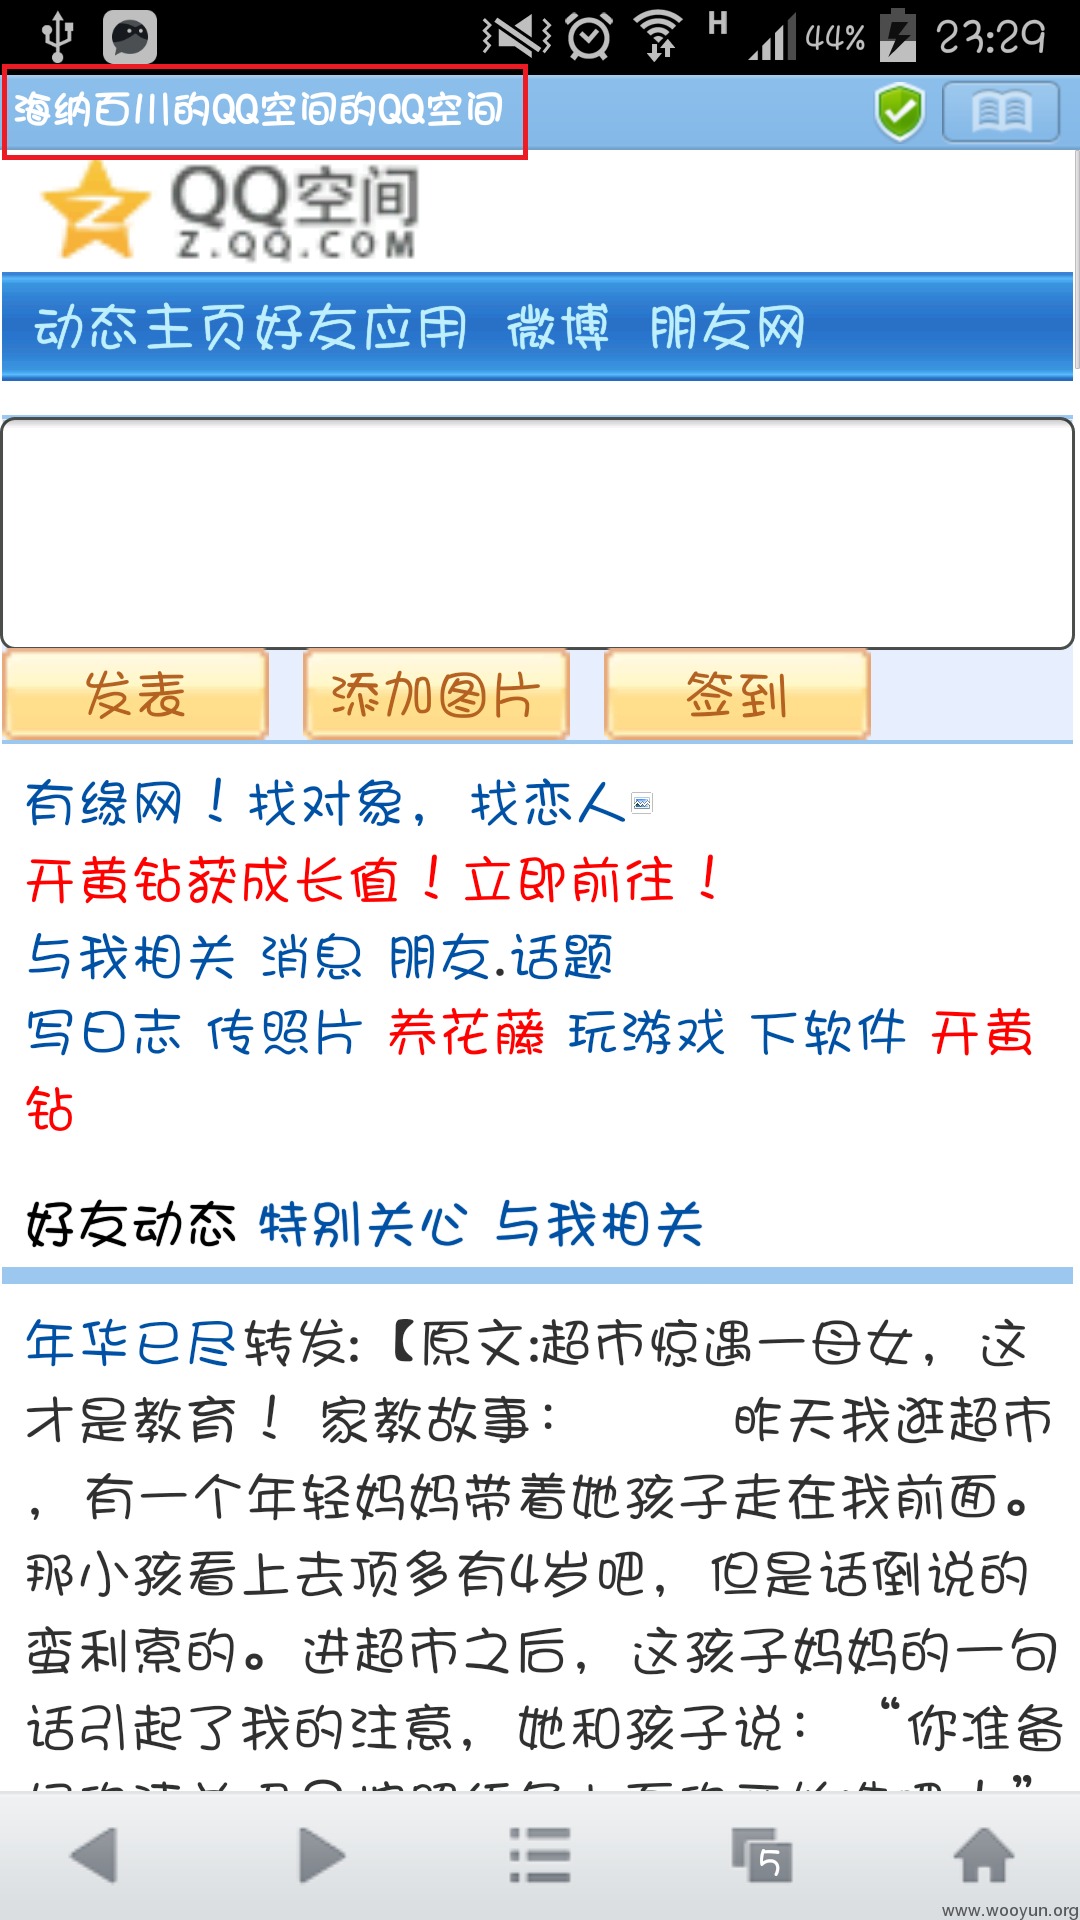 H 44% 23:29
海纳百川的QQ空间的QQ空间
QQ空间
Z.QQ.COM
动态主页好友应用 微博 朋友网
发表 添加图片 签到
有缘网！找对象，找恋人
开黄钻获成长值！立即前往！
与我相关 消息 朋友.话题
写日志 传照片 养花藤 玩游戏 下软件 开黄
钻
好友动态 特别关心 与我相关
年华已尽转发:【原文:超市惊遇一母女，这
才是教育！ 家教故事： 昨天我逛超市
，有一个年轻妈妈带着她孩子走在我前面。
那小孩看上去顶多有4岁吧，但是话倒说的
蛮利索的。进超市之后，这孩子妈妈的一句
话引起了我的注意，她和孩子说：“你准备
5
www.wooyun.org